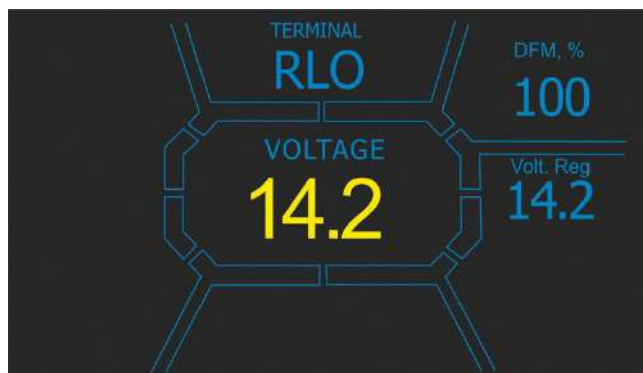 TERMINAL
RLO
DFM, %
100
VOLTAGE
14.2
Volt. Reg
14.2